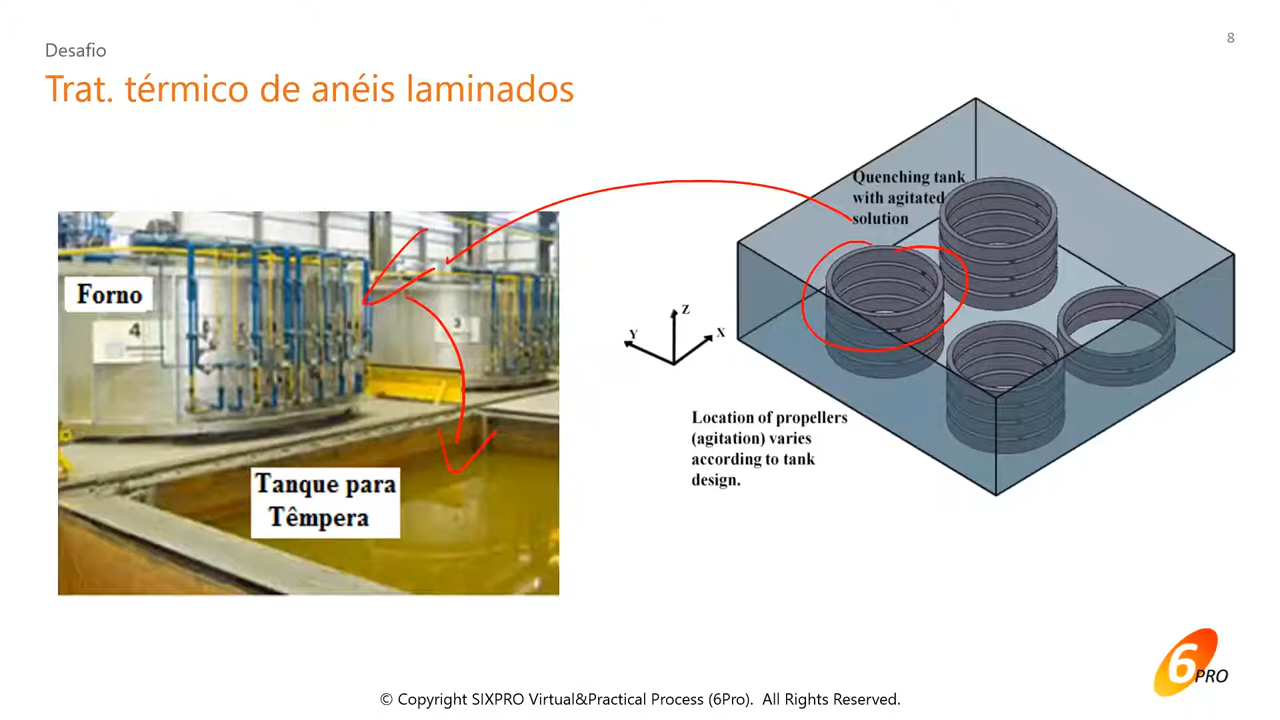 8
Desafio
Trat. térmico de anéis laminados
Forno
4
3
Tanque para
Têmpera
Quenching tank
with agitated
solution
Z
Y
X
Location of propellers
(agitation) varies
according to tank
design.
6
PRO
© Copyright SIXPRO Virtual&Practical Process (6Pro).  All Rights Reserved.